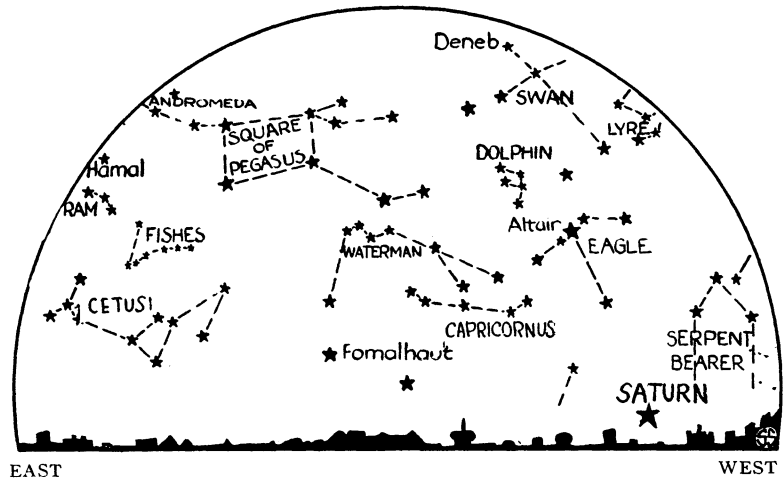 Deneb
ANDROMEDA
SWAN
SQUARE
OF
PEGASUS
LYRE
DOLPHIN
Hamal
RAM
Altair
FISHES
WATERMAN
EAGLE
CETUS
CAPRICORNUS
SERPENT
BEARER
Fomalhaut
SATURN
EAST
WEST